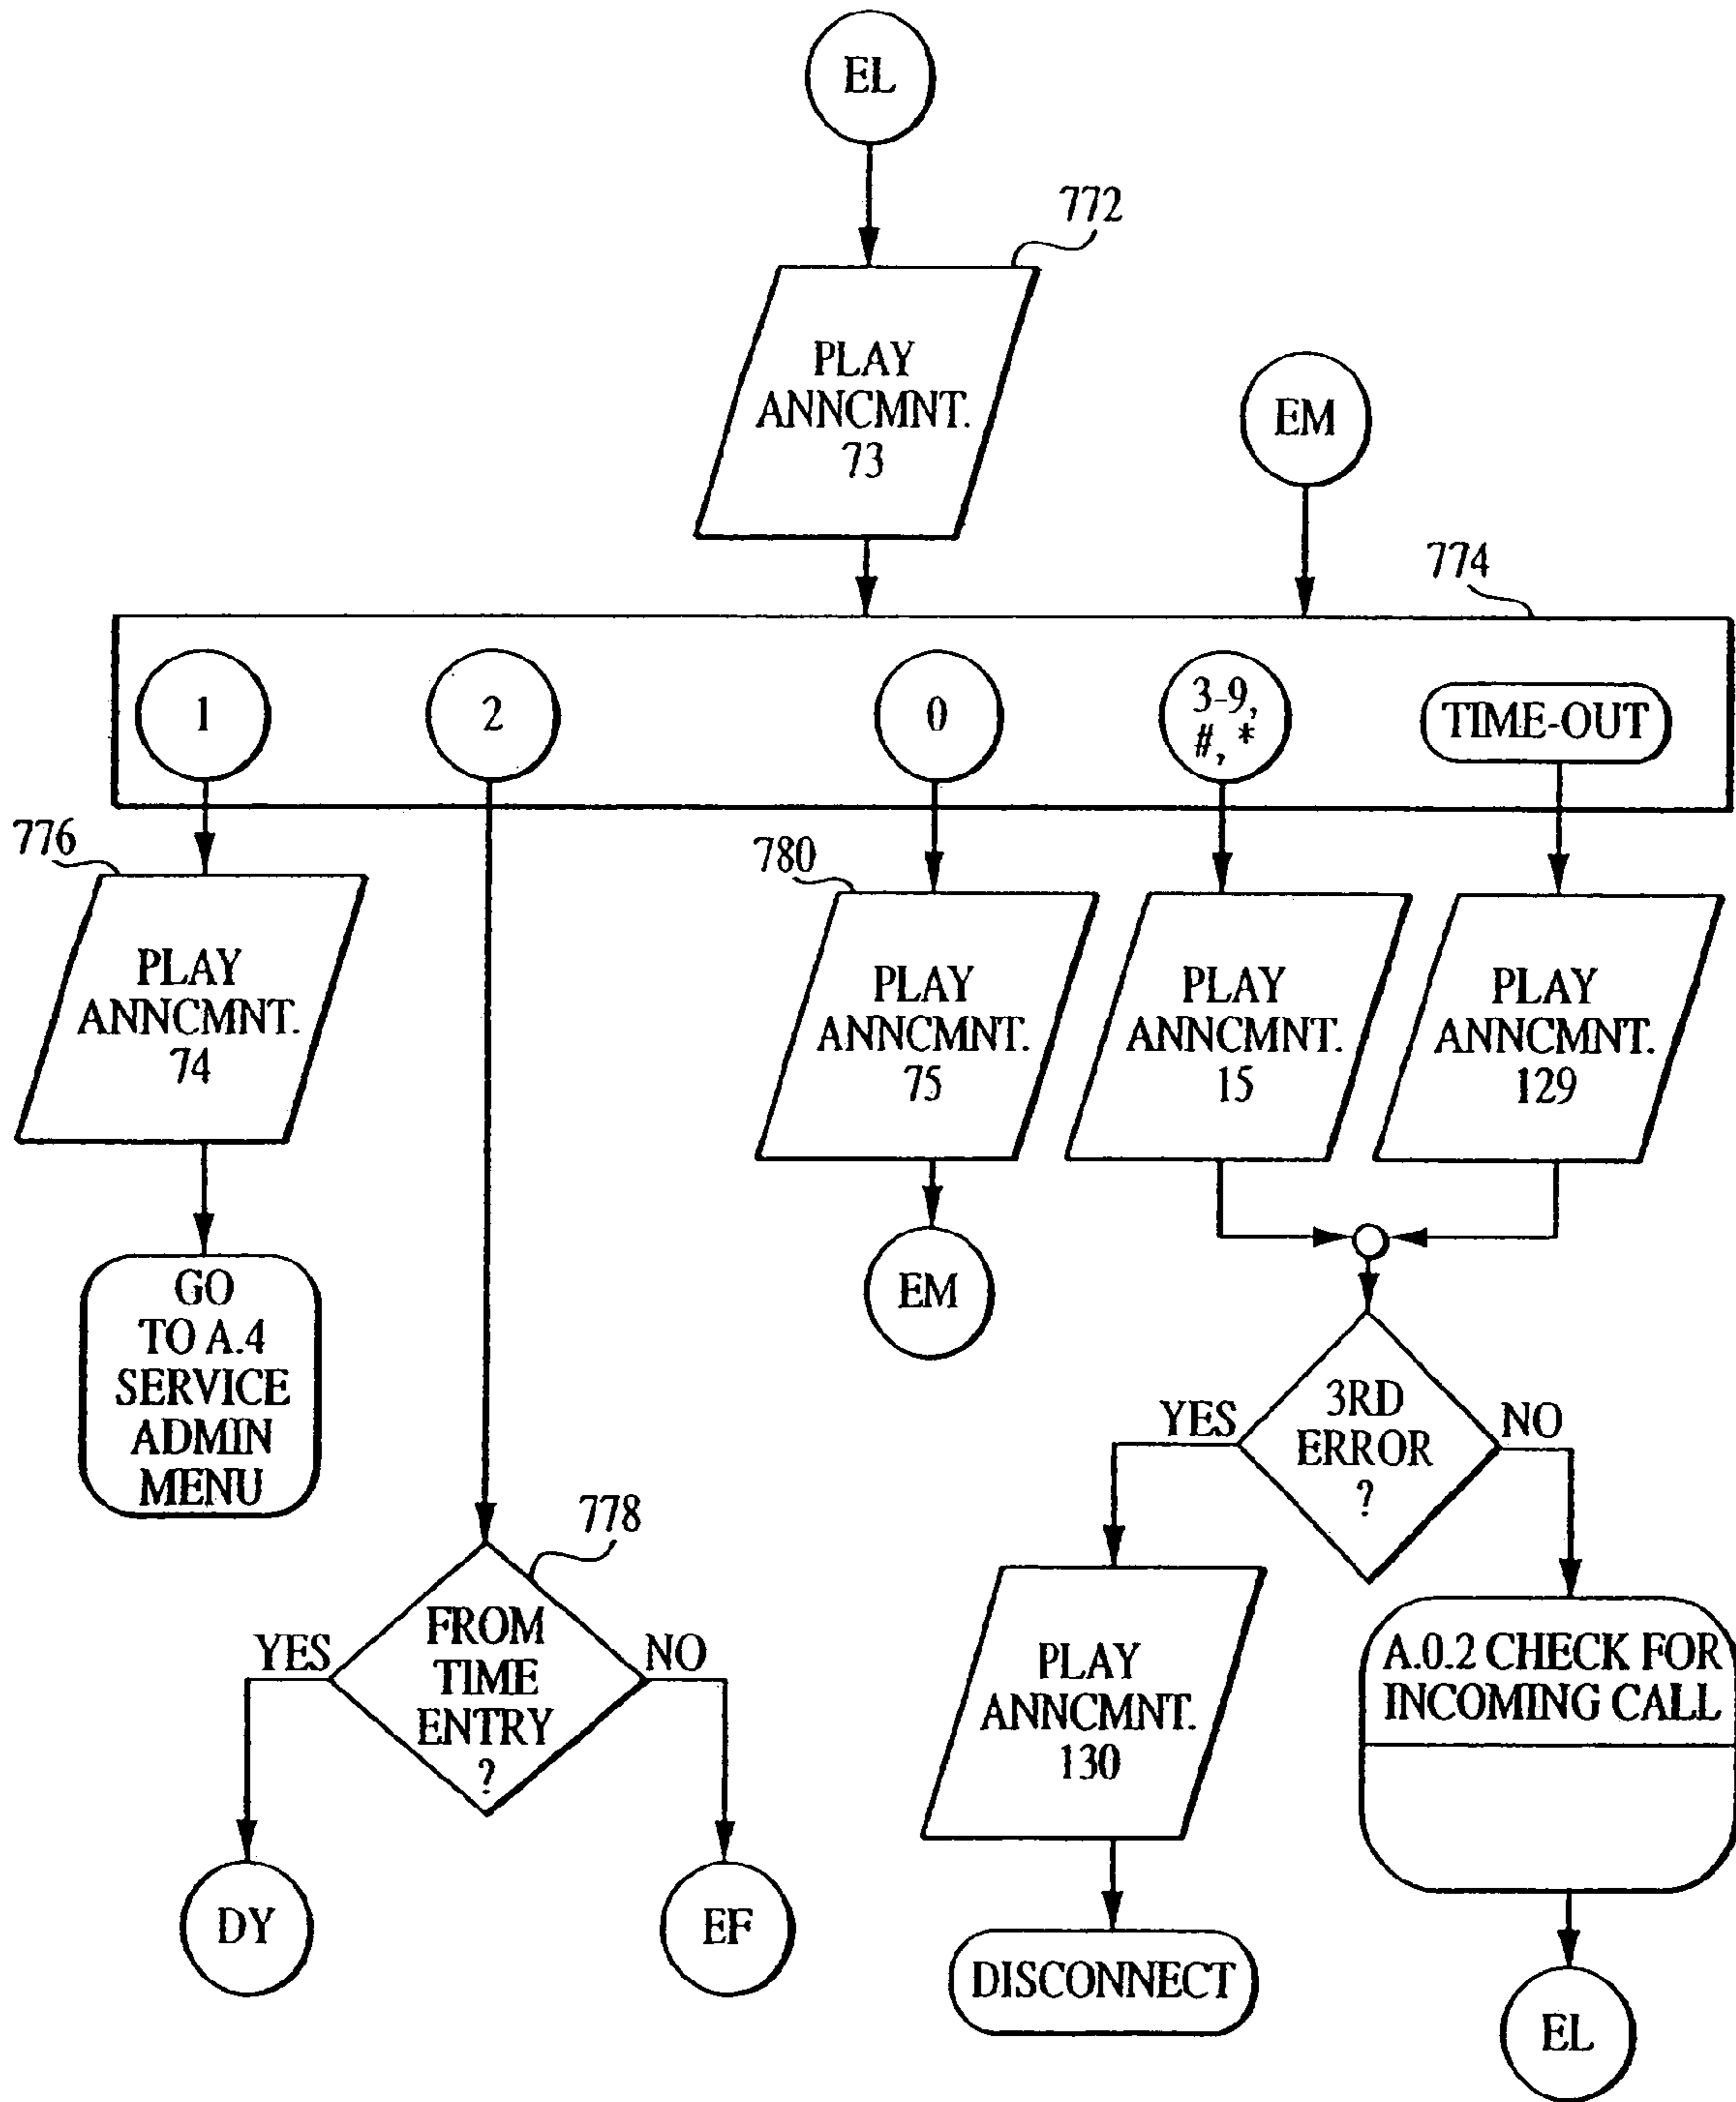 EL
772
PLAY
ANNCMNT.
73
EM
774
1
2
0
3-9,
#, *
TIME-OUT
776
PLAY
ANNCMNT.
74
780
PLAY
ANNCMNT.
75
PLAY
ANNCMNT.
15
PLAY
ANNCMNT.
129
GO
TO A.4
SERVICE
ADMIN
MENU
EM
YES
3RD
ERROR
?
NO
778
YES
FROM
TIME
ENTRY
?
NO
PLAY
ANNCMNT.
130
A.0.2 CHECK FOR
INCOMING CALL
DY
EF
DISCONNECT
EL